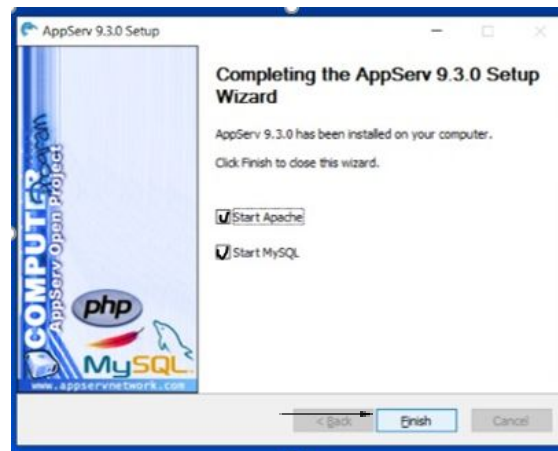 AppServ 9.3.0 Setup
Completing the AppServ 9.3.0 Setup
Wizard
AppServ 9.3.0 has been installed on your computer.
Click Finish to close this wizard.
Start Apache
Start MySQL
COMPUTER
Program
AppServ Open Project
php
MySQL
www.appservnetwork.com
< Back
Finish
Cancel